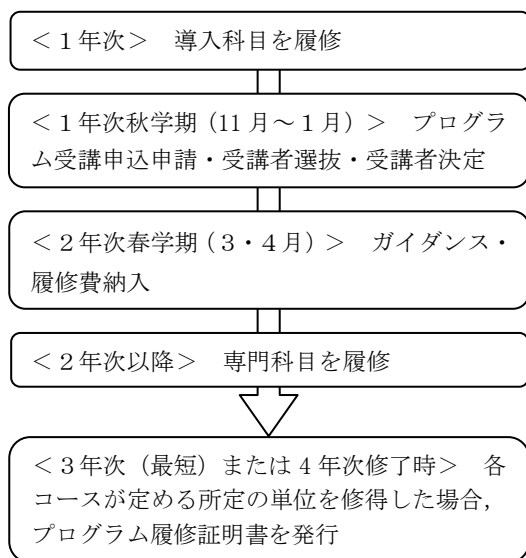 <１年次>　導入科目を履修
<１年次秋学期（11 月～１月）>　プログラ
ム受講申込申請・受講者選抜・受講者決定
<２年次春学期（３・４月）>　ガイダンス・
履修費納入
<２年次以降>　専門科目を履修
<３年次（最短）または 4 年次修了時>　各
コースが定める所定の単位を修得した場合，
プログラム履修証明書を発行